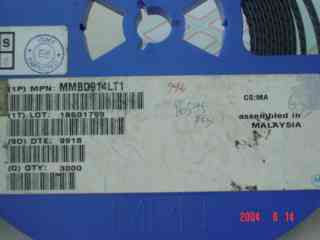 (1P) MPN: MMBD914LT1
CS:MA
(1T) LOT: 18601799
assembled in
MALAYSIA
(9D) DTE: 9918
(Q) QTY: 3000
2004 6 14